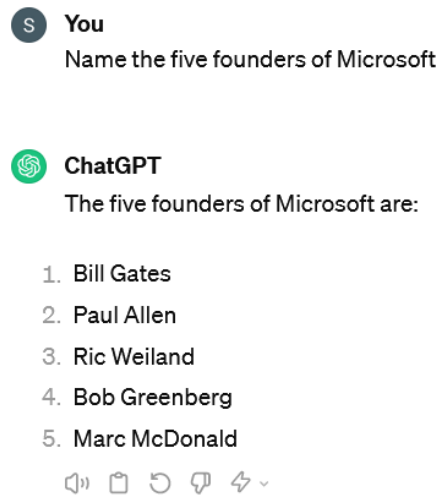 S
You
Name the five founders of Microsoft
ChatGPT
The five founders of Microsoft are:
1. Bill Gates
2. Paul Allen
3. Ric Weiland
4. Bob Greenberg
5. Marc McDonald